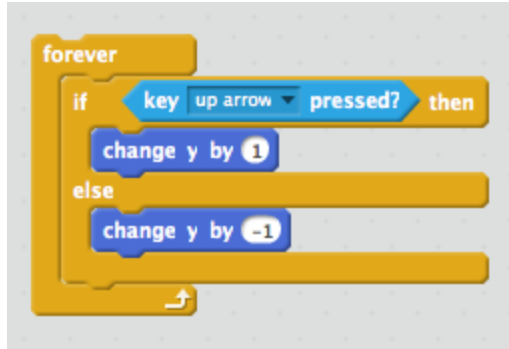 forever
if key up arrow pressed? then
change y by 1
else
change y by -1